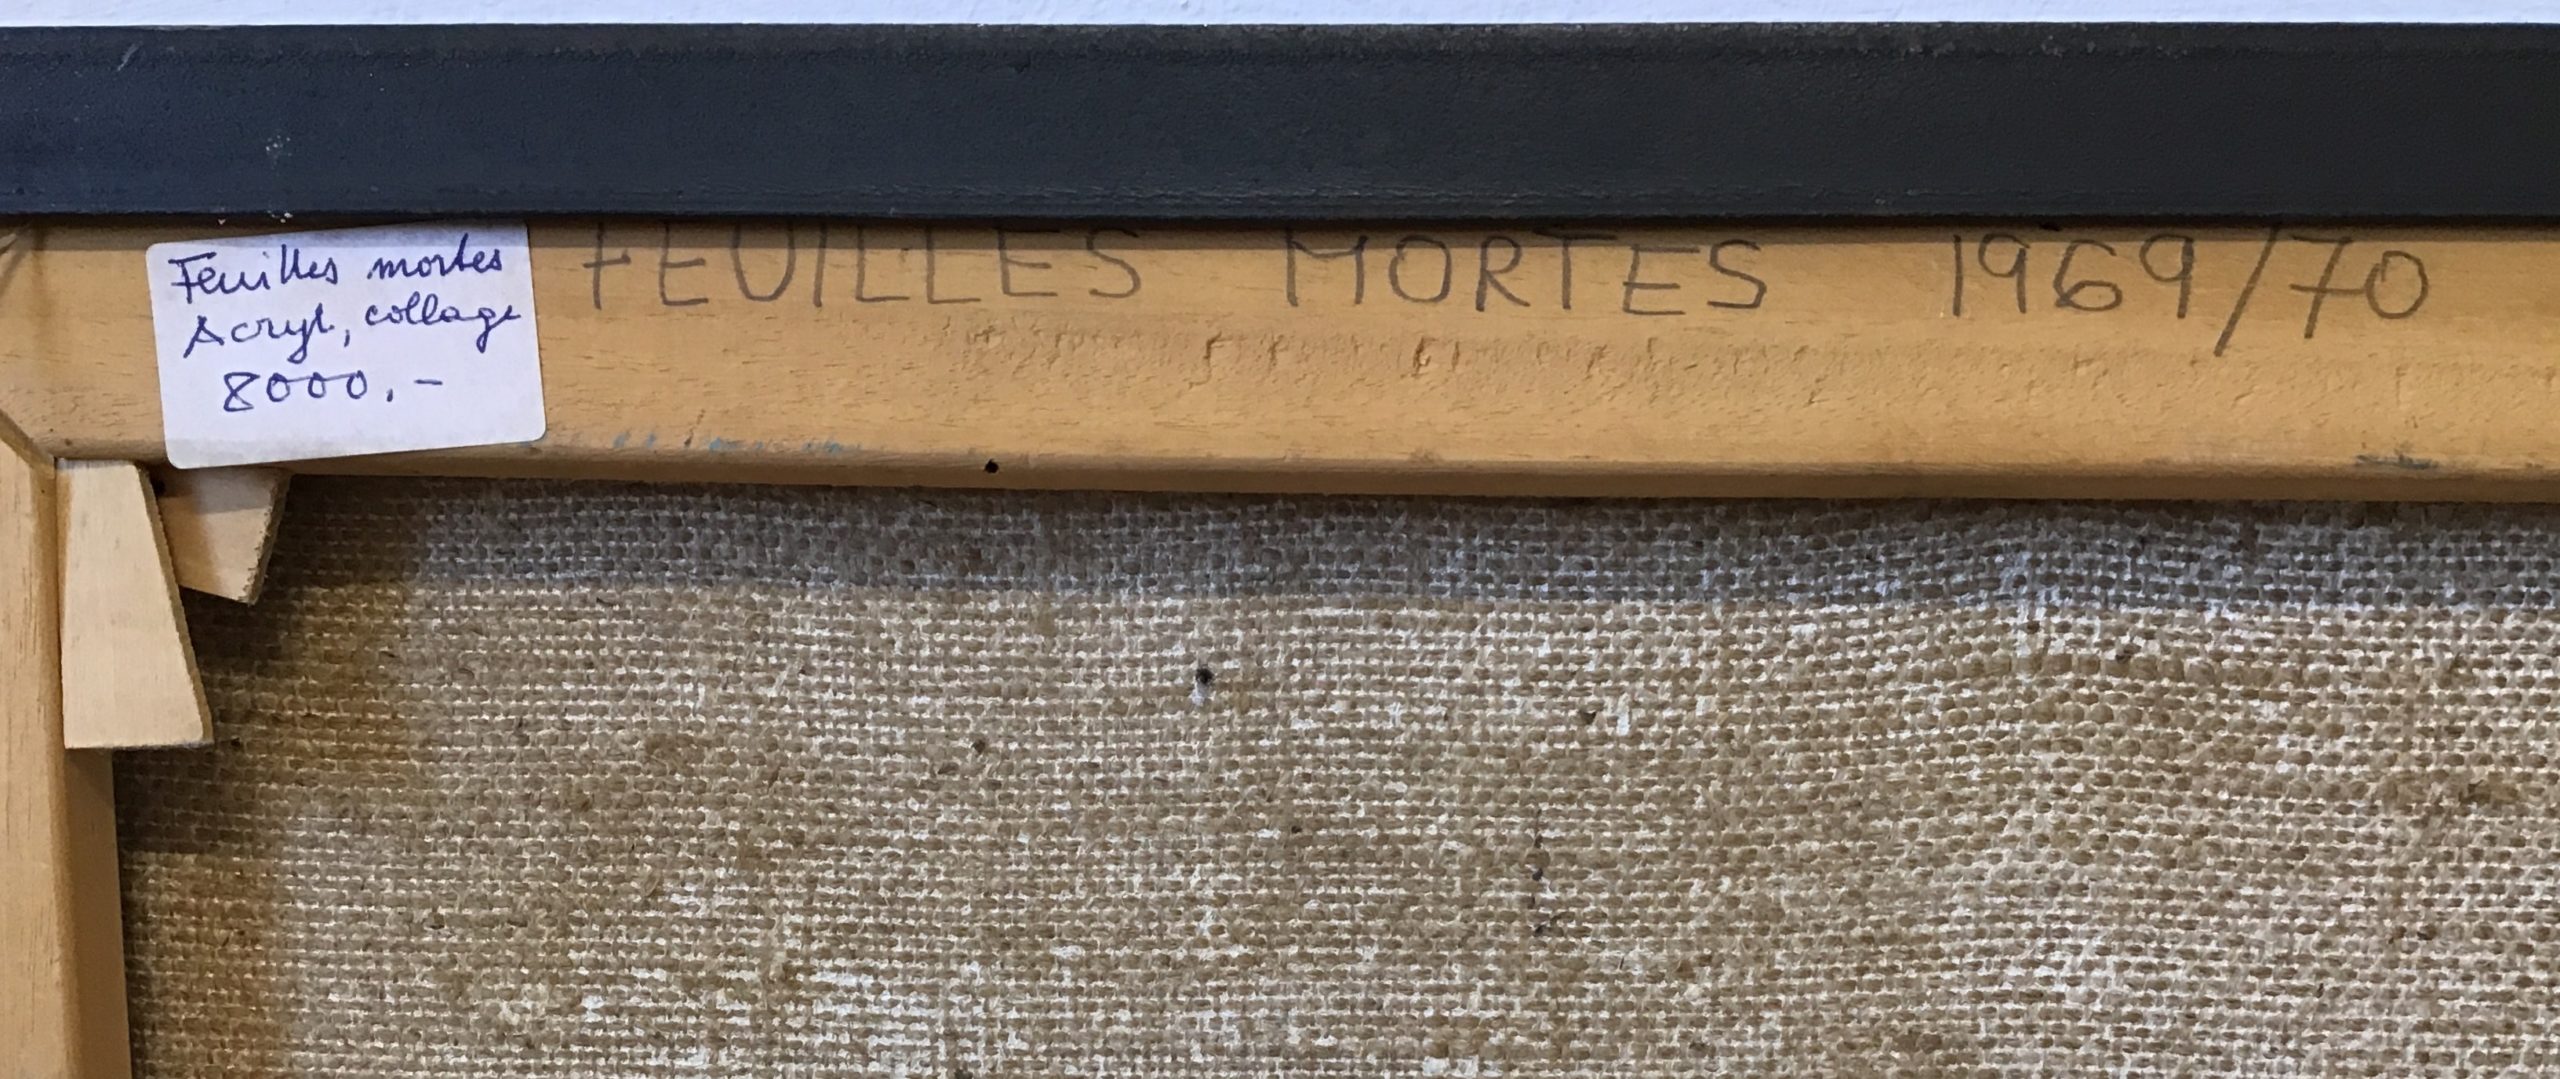 Feuilles mortes
Acryl, collage
8000.-
FEUILLES MORTES 1969/70